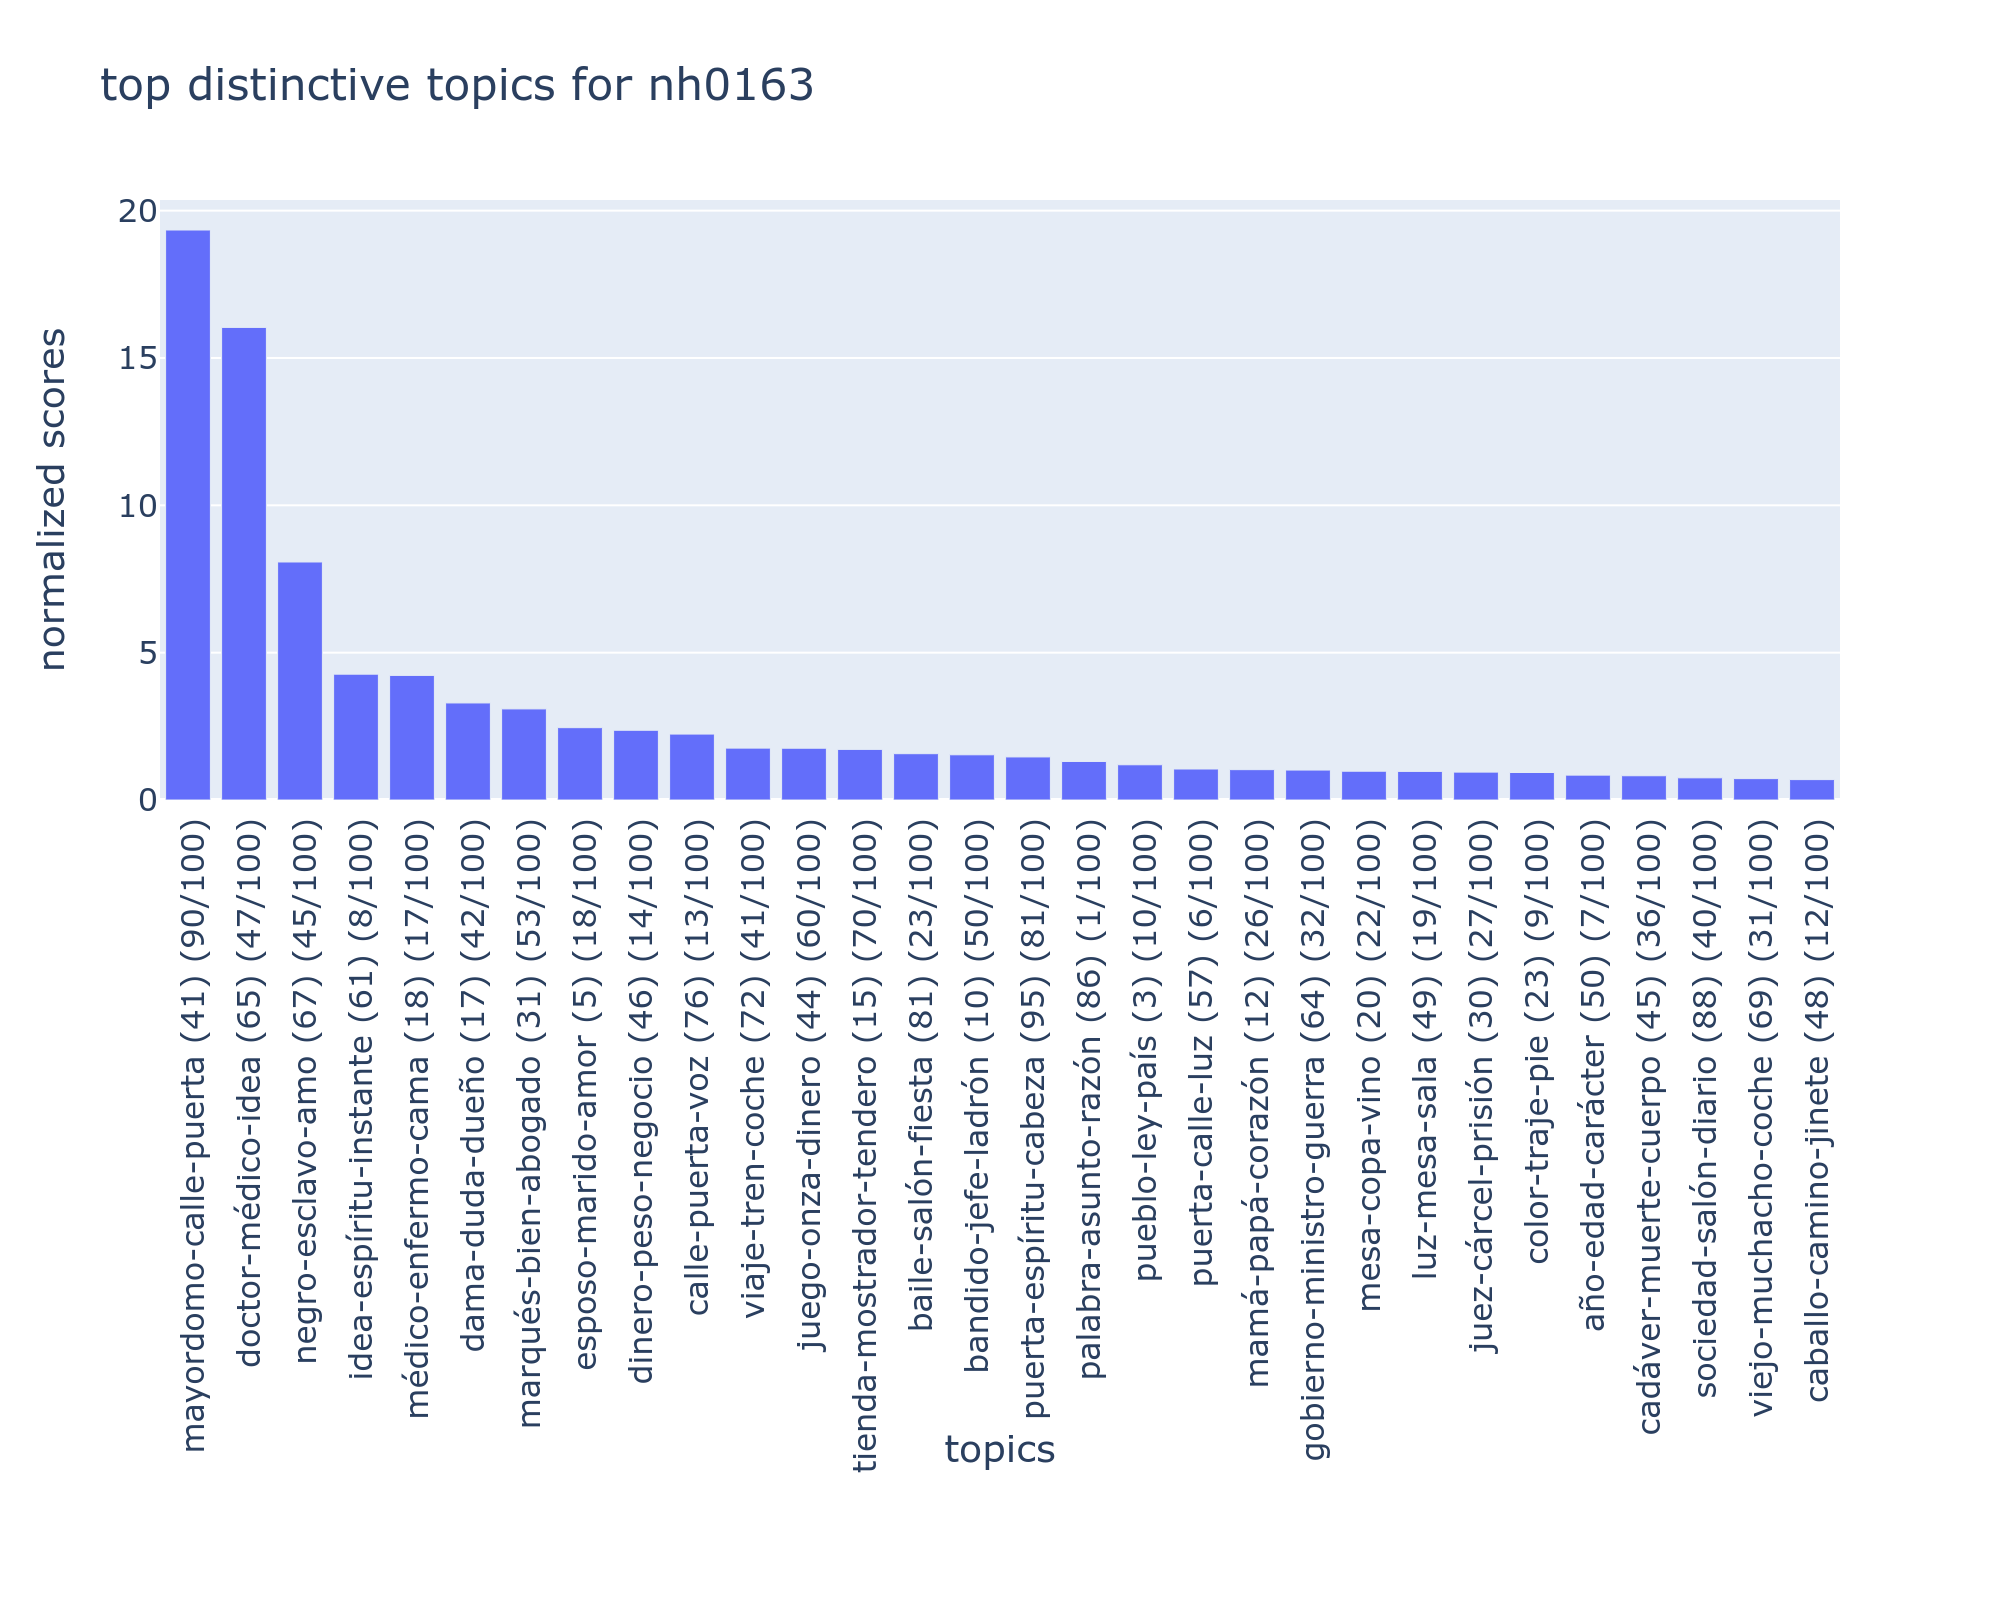 top distinctive topics for nh0163
normalized scores
20
15
10
5
0
mayordomo-calle-puerta (41) (90/100)
doctor-médico-idea (65) (47/100)
negro-esclavo-amo (67) (45/100)
idea-espíritu-instante (61) (8/100)
médico-enfermo-cama (18) (17/100)
dama-duda-dueño (17) (42/100)
marqués-bien-abogado (31) (53/100)
esposo-marido-amor (5) (18/100)
dinero-peso-negocio (46) (14/100)
calle-puerta-voz (76) (13/100)
viaje-tren-coche (72) (41/100)
juego-onza-dinero (44) (60/100)
tienda-mostrador-tendero (15) (70/100)
baile-salón-fiesta (81) (23/100)
bandido-jefe-ladrón (10) (50/100)
puerta-espíritu-cabeza (95) (81/100)
palabra-asunto-razón (86) (1/100)
pueblo-ley-país (3) (10/100)
puerta-calle-luz (57) (6/100)
mamá-papá-corazón (12) (26/100)
gobierno-ministro-guerra (64) (32/100)
mesa-copa-vino (20) (22/100)
luz-mesa-sala (49) (19/100)
juez-cárcel-prisión (30) (27/100)
color-traje-pie (23) (9/100)
año-edad-carácter (50) (7/100)
cadáver-muerte-cuerpo (45) (36/100)
sociedad-salón-diario (88) (40/100)
viejo-muchacho-coche (69) (31/100)
caballo-camino-jinete (48) (12/100)
topics